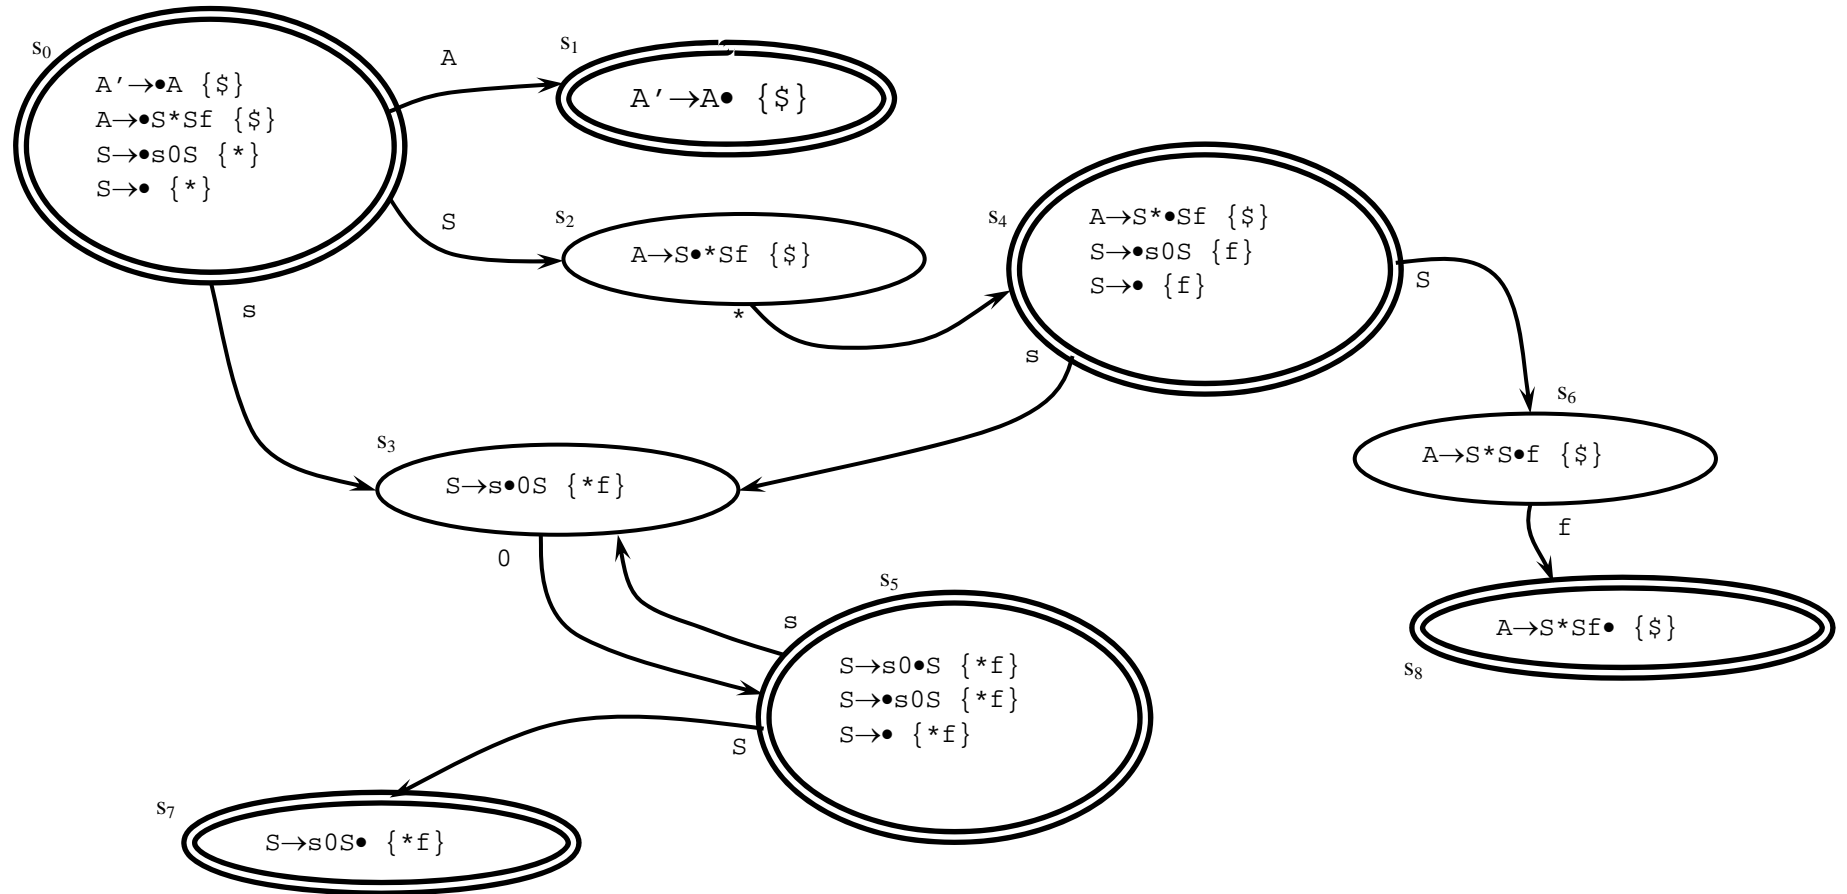 s₀
A'→•A {$}
A→•S*Sf {$}
S→•s0S {*}
S→• {*}
A
s₁
A'→A• {$}
S
s₂
A→S•*Sf {$}
*
s₄
A→S*•Sf {$}
S→•s0S {f}
S→• {f}
S
s
s
s₃
S→s•0S {*f}
0
s₆
A→S*S•f {$}
f
s₈
A→S*Sf• {$}
s₅
s
S→s0•S {*f}
S→•s0S {*f}
S→• {*f}
S
s₇
S→s0S• {*f}